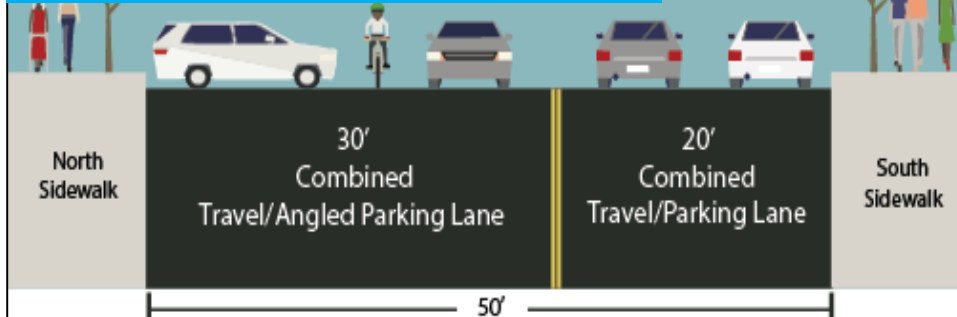 North
Sidewalk
30′
Combined
Travel/Angled Parking Lane
20′
Combined
Travel/Parking Lane
South
Sidewalk
50′